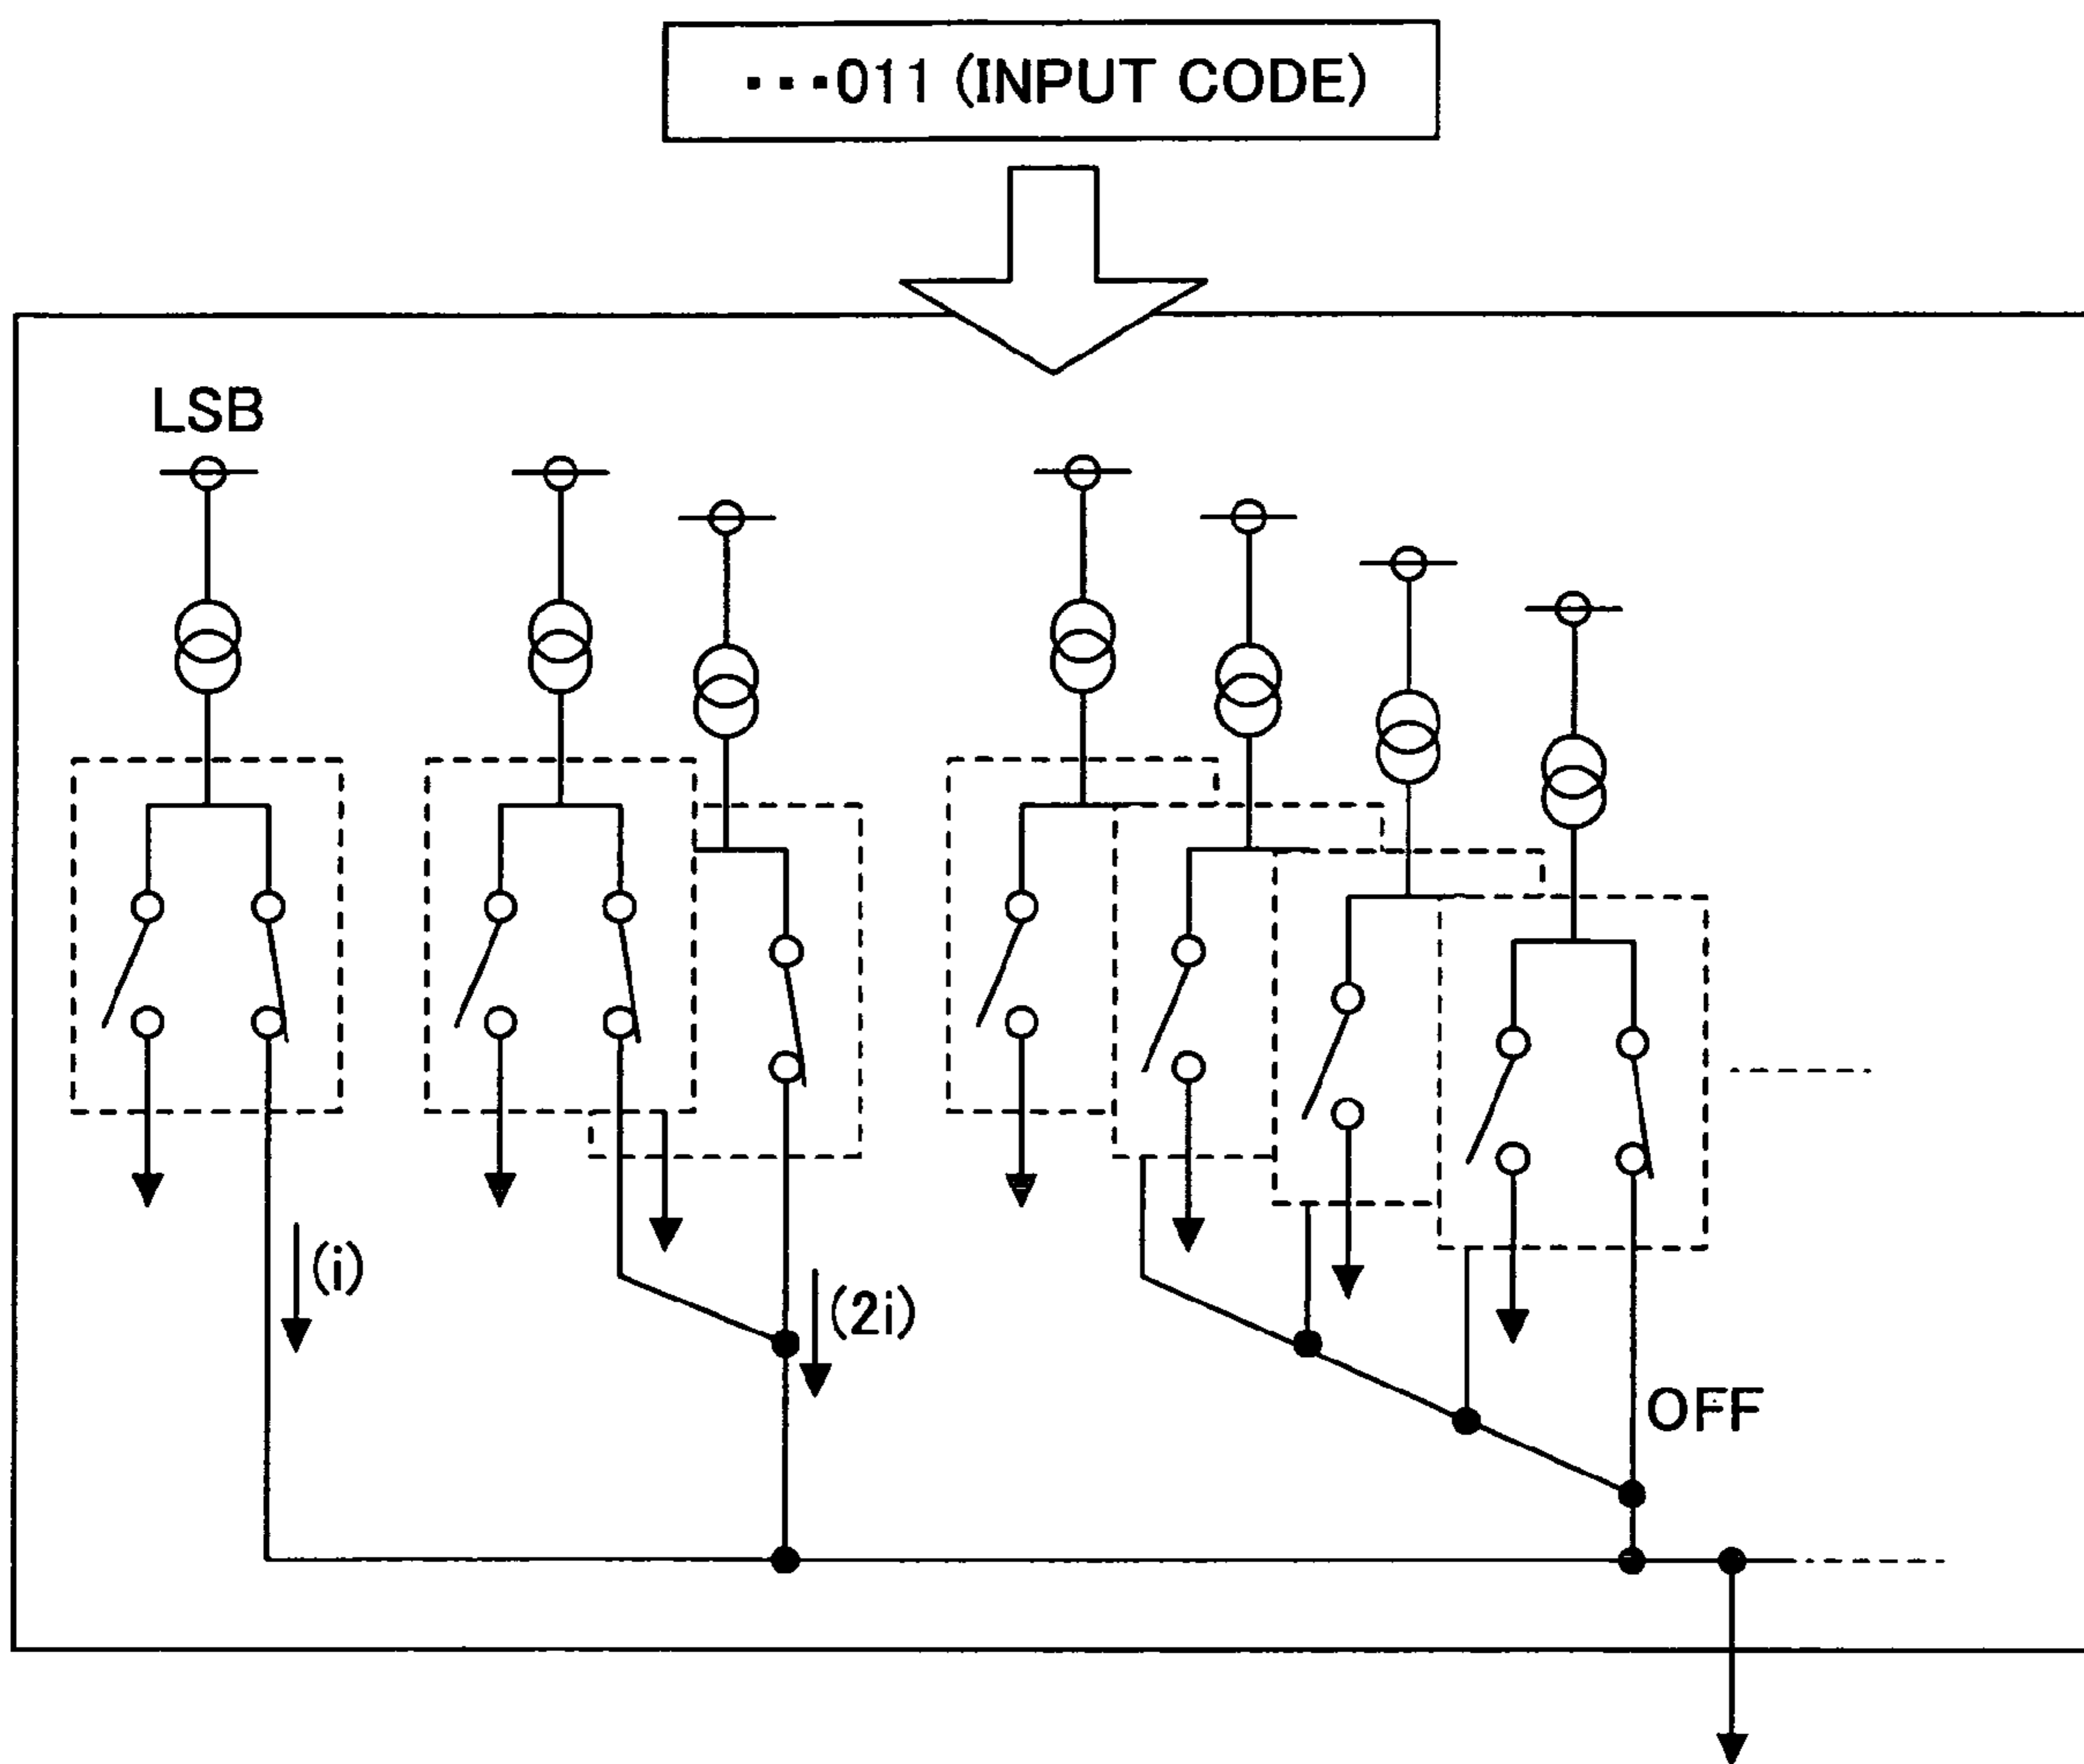 ···011 (INPUT CODE)
LSB
(i)
(2i)
OFF